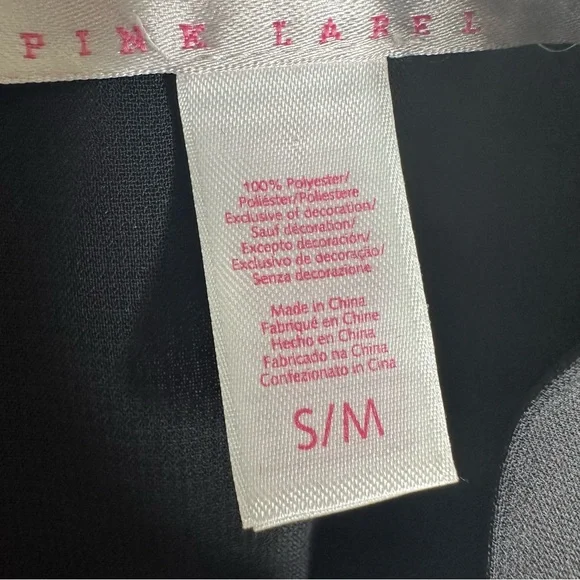 PINK LABEL
100% Polyester/
Poliéster/Poliestere
Exclusive of decoration/
Sauf décoration/
Excepto decoración/
Exclusivo de decoração/
Senza decorazione
Made in China
Fabriqué en Chine
Hecho en China
Fabricado na China
Confezionato in Cina
S/M